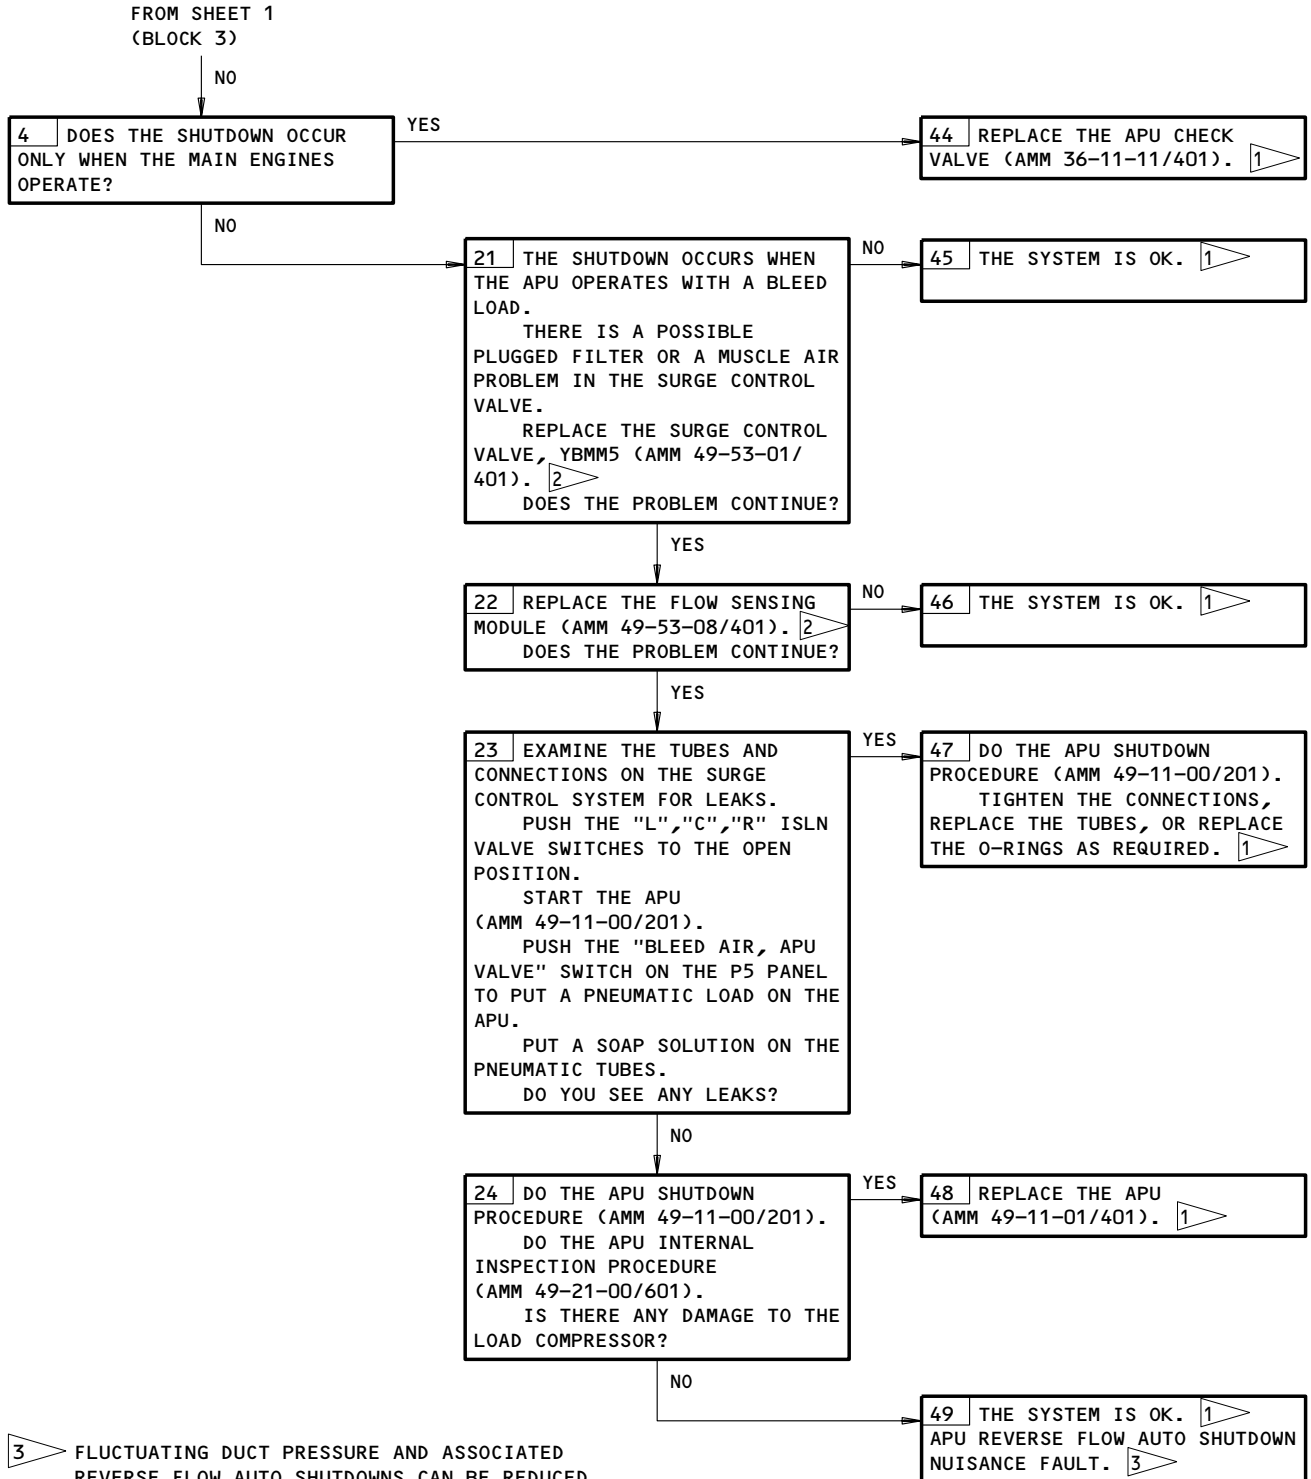 FROM SHEET 1
(BLOCK 3)
NO
4 DOES THE SHUTDOWN OCCUR
ONLY WHEN THE MAIN ENGINES
OPERATE?
YES
44 REPLACE THE APU CHECK
VALVE (AMM 36-11-11/401). 1
NO
21 THE SHUTDOWN OCCURS WHEN
THE APU OPERATES WITH A BLEED
LOAD.
THERE IS A POSSIBLE
PLUGGED FILTER OR A MUSCLE AIR
PROBLEM IN THE SURGE CONTROL
VALVE.
REPLACE THE SURGE CONTROL
VALVE, YBMM5 (AMM 49-53-01/
401). 2
DOES THE PROBLEM CONTINUE?
NO
45 THE SYSTEM IS OK. 1
YES
22 REPLACE THE FLOW SENSING
MODULE (AMM 49-53-08/401). 2
DOES THE PROBLEM CONTINUE?
NO
46 THE SYSTEM IS OK. 1
YES
23 EXAMINE THE TUBES AND
CONNECTIONS ON THE SURGE
CONTROL SYSTEM FOR LEAKS.
PUSH THE "L","C","R" ISLN
VALVE SWITCHES TO THE OPEN
POSITION.
START THE APU
(AMM 49-11-00/201).
PUSH THE "BLEED AIR, APU
VALVE" SWITCH ON THE P5 PANEL
TO PUT A PNEUMATIC LOAD ON THE
APU.
PUT A SOAP SOLUTION ON THE
PNEUMATIC TUBES.
DO YOU SEE ANY LEAKS?
YES
47 DO THE APU SHUTDOWN
PROCEDURE (AMM 49-11-00/201).
TIGHTEN THE CONNECTIONS,
REPLACE THE TUBES, OR REPLACE
THE O-RINGS AS REQUIRED. 1
NO
24 DO THE APU SHUTDOWN
PROCEDURE (AMM 49-11-00/201).
DO THE APU INTERNAL
INSPECTION PROCEDURE
(AMM 49-21-00/601).
IS THERE ANY DAMAGE TO THE
LOAD COMPRESSOR?
YES
48 REPLACE THE APU
(AMM 49-11-01/401). 1
NO
49 THE SYSTEM IS OK. 1
APU REVERSE FLOW AUTO SHUTDOWN
NUISANCE FAULT. 3
3 FLUCTUATING DUCT PRESSURE AND ASSOCIATED
REVERSE FLOW AUTO SHUTDOWNS CAN BE REDUCED